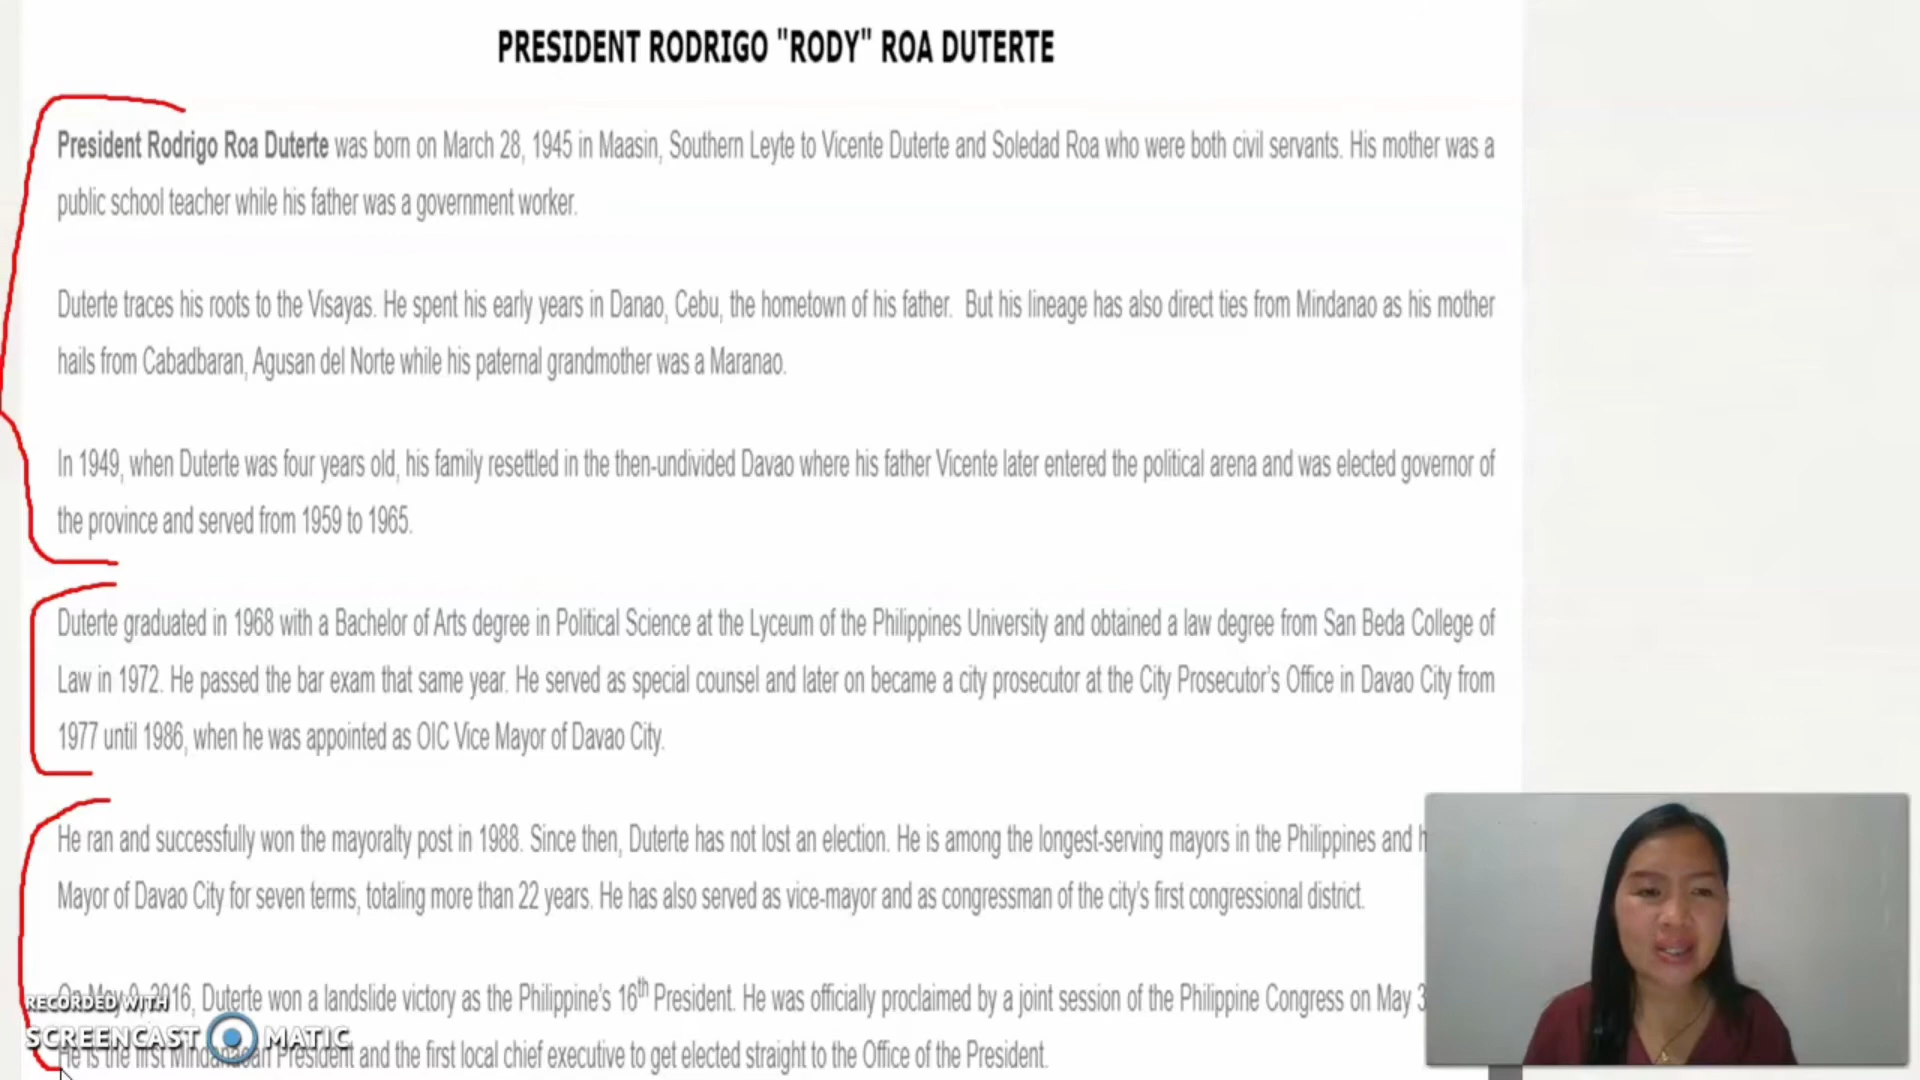 PRESIDENT RODRIGO "RODY" ROA DUTERTE
President Rodrigo Roa Duterte was born on March 28, 1945 in Maasin, Southern Leyte to Vicente Duterte and Soledad Roa who were both civil servants. His mother was a
public school teacher while his father was a government worker.
Duterte traces his roots to the Visayas. He spent his early years in Danao, Cebu, the hometown of his father. But his lineage has also direct ties from Mindanao as his mother
hails from Cabadbaran, Agusan del Norte while his paternal grandmother was a Maranao.
In 1949, when Duterte was four years old, his family resettled in the then-undivided Davao where his father Vicente later entered the political arena and was elected governor of
the province and served from 1959 to 1965.
Duterte graduated in 1968 with a Bachelor of Arts degree in Political Science at the Lyceum of the Philippines University and obtained a law degree from San Beda College of
Law in 1972. He passed the bar exam that same year. He served as special counsel and later on became a city prosecutor at the City Prosecutor's Office in Davao City from
1977 until 1986, when he was appointed as OIC Vice Mayor of Davao City.
He ran and successfully won the mayoralty post in 1988. Since then, Duterte has not lost an election. He is among the longest-serving mayors in the Philippines and
Mayor of Davao City for seven terms, totaling more than 22 years. He has also served as vice-mayor and as congressman of the city's first congressional district.
On May 9, 2016, Duterte won a landslide victory as the Philippine's 16th President. He was officially proclaimed by a joint session of the Philippine Congress on May
He is the first Mindanaoan President and the first local chief executive to get elected straight to the Office of the President.
RECORDED WITH
SCREENCAST MATIC